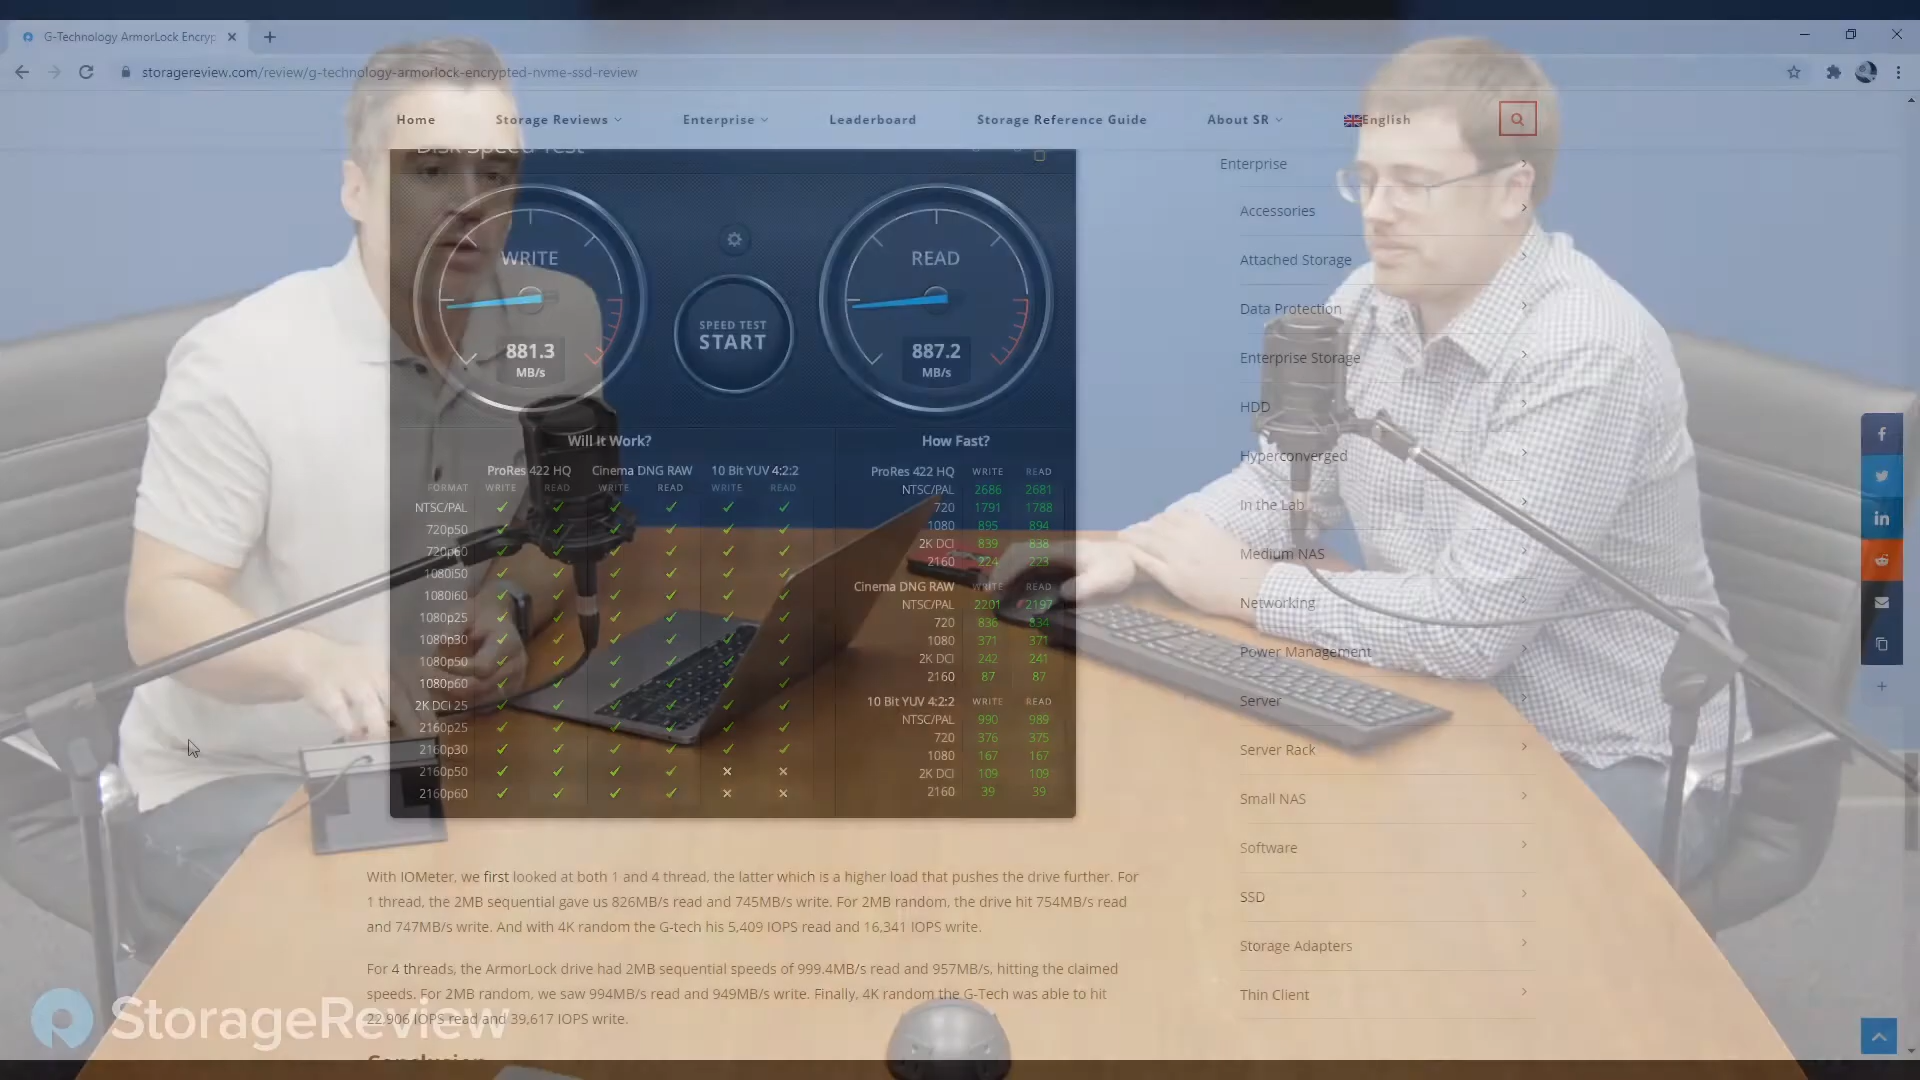 G-Technology ArmorLock Encryp
storagereview.com/review/g-technology-armorlock-encrypted-nvme-ssd-review
Home Storage Reviews Enterprise Leaderboard Storage Reference Guide About SR English
Disk Speed Test
WRITE
881.3
MB/s
SPEED TEST
START
READ
887.2
MB/s
Will It Work?
ProRes 422 HQ Cinema DNG RAW 10 Bit YUV 4:2:2
FORMAT WRITE READ WRITE READ WRITE READ
NTSC/PAL ✓ ✓ ✓ ✓ ✓ ✓
720p50 ✓ ✓ ✓ ✓ ✓ ✓
720p60 ✓ ✓ ✓ ✓ ✓ ✓
1080i50 ✓ ✓ ✓ ✓ ✓ ✓
1080i60 ✓ ✓ ✓ ✓ ✓ ✓
1080p25 ✓ ✓ ✓ ✓ ✓ ✓
1080p30 ✓ ✓ ✓ ✓ ✓ ✓
1080p50 ✓ ✓ ✓ ✓ ✓ ✓
1080p60 ✓ ✓ ✓ ✓ ✓ ✓
2K DCI 25 ✓ ✓ ✓ ✓ ✓ ✓
2160p25 ✓ ✓ ✓ ✓ ✓ ✓
2160p30 ✓ ✓ ✓ ✓ ✓ ✓
2160p50 ✓ ✓ ✓ ✓ × ×
2160p60 ✓ ✓ ✓ ✓ × ×
How Fast?
ProRes 422 HQ WRITE READ
NTSC/PAL 2686 2681
720 1791 1788
1080 895 894
2K DCI 839 838
2160 224 223
Cinema DNG RAW WRITE READ
NTSC/PAL 2201 2197
720 836 834
1080 371 371
2K DCI 242 241
2160 87 87
10 Bit YUV 4:2:2 WRITE READ
NTSC/PAL 990 989
720 376 375
1080 167 167
2K DCI 109 109
2160 39 39
With IOMeter, we first looked at both 1 and 4 thread, the latter which is a higher load that pushes the drive further. For
1 thread, the 2MB sequential gave us 826MB/s read and 745MB/s write. For 2MB random, the drive hit 754MB/s read
and 747MB/s write. And with 4K random the G-tech his 5,409 IOPS read and 16,341 IOPS write.
For 4 threads, the ArmorLock drive had 2MB sequential speeds of 999.4MB/s read and 957MB/s, hitting the claimed
speeds. For 2MB random, we saw 994MB/s read and 949MB/s write. Finally, 4K random the G-Tech was able to hit
22,906 IOPS read and 39,617 IOPS write.
Conclusion
Enterprise
Accessories
Attached Storage
Data Protection
Enterprise Storage
HDD
Hyperconverged
In the Lab
Medium NAS
Networking
Power Management
Server
Server Rack
Small NAS
Software
SSD
Storage Adapters
Thin Client
StorageReview